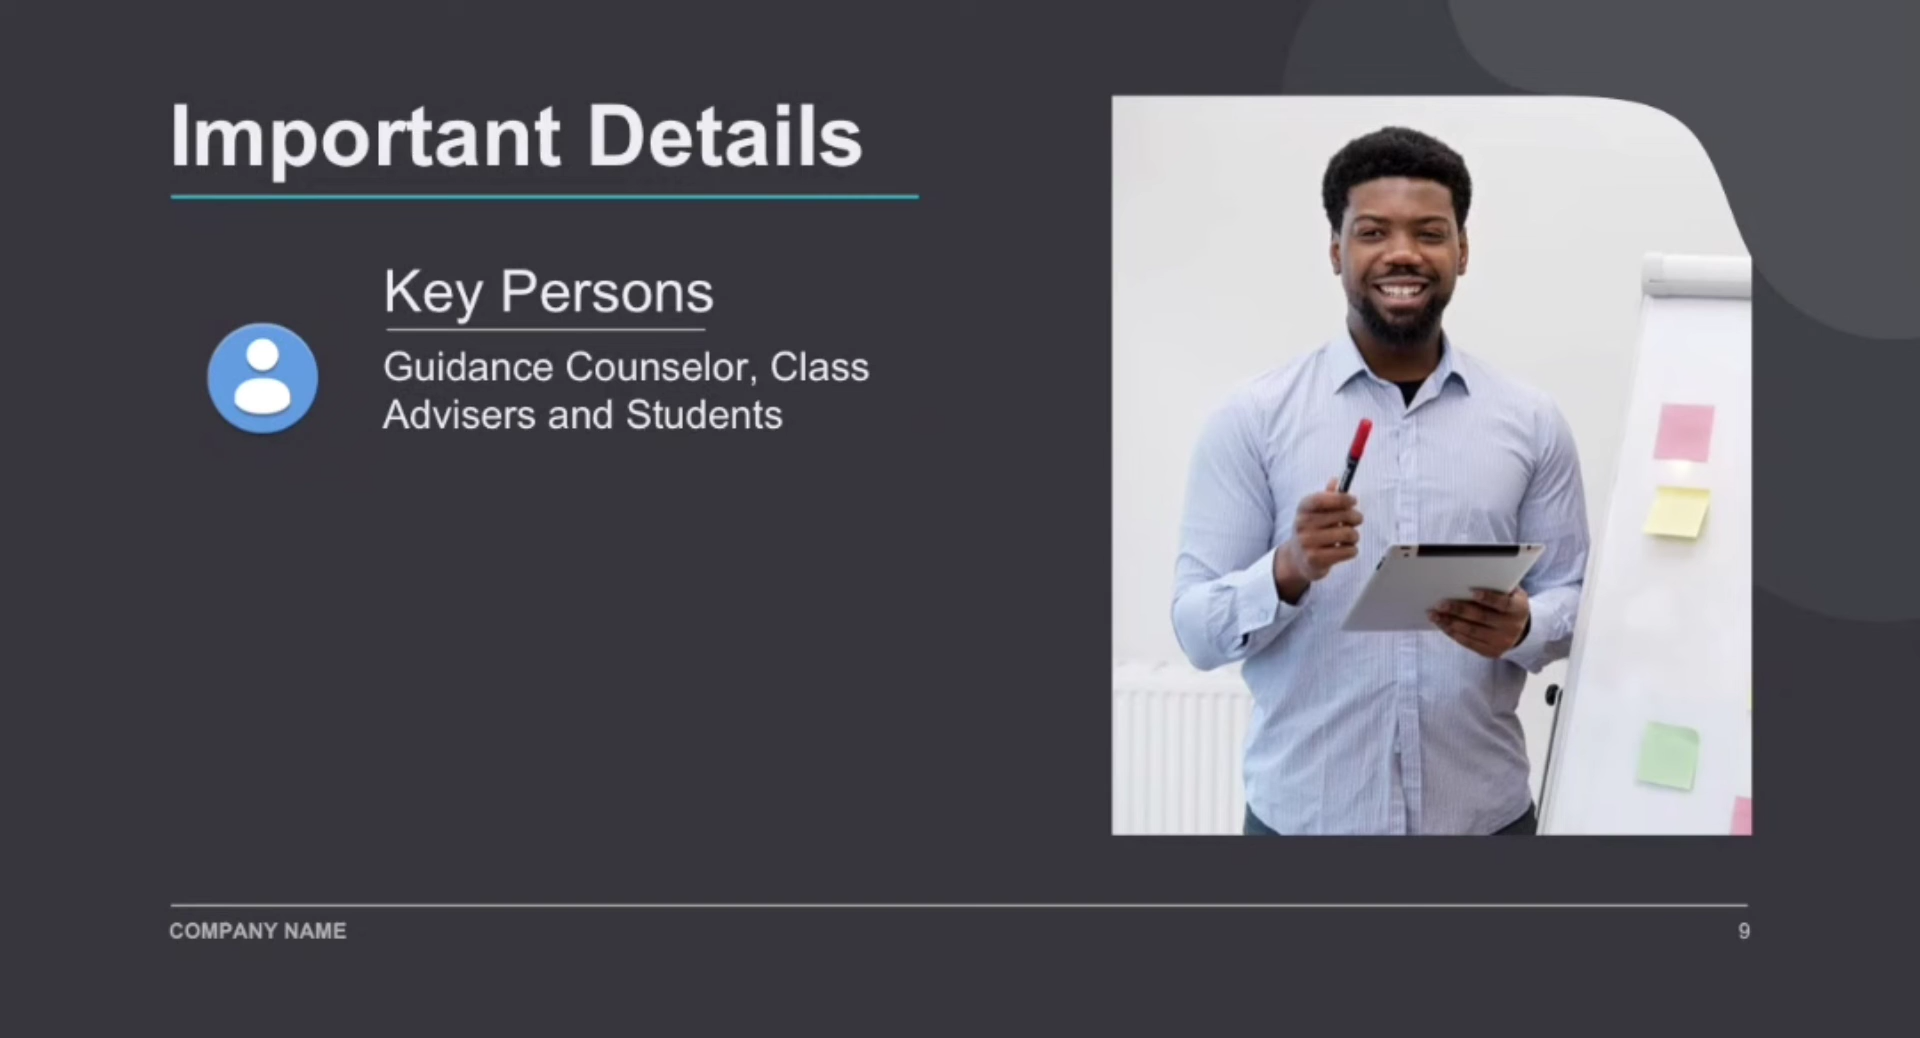 Important Details
Key Persons
Guidance Counselor, Class
Advisers and Students
COMPANY NAME
9